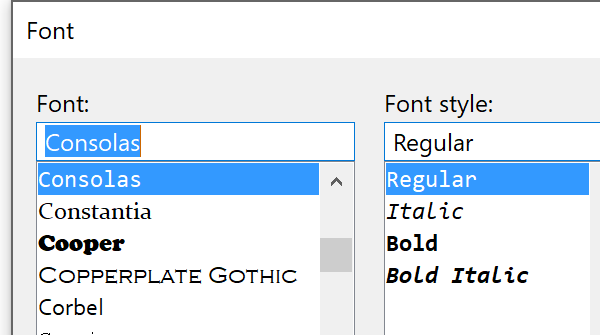 Font
Font: Font style:
Consolas Regular
Consolas Regular
Constantia Italic
Cooper Bold
Copperplate Gothic Bold Italic
Corbel